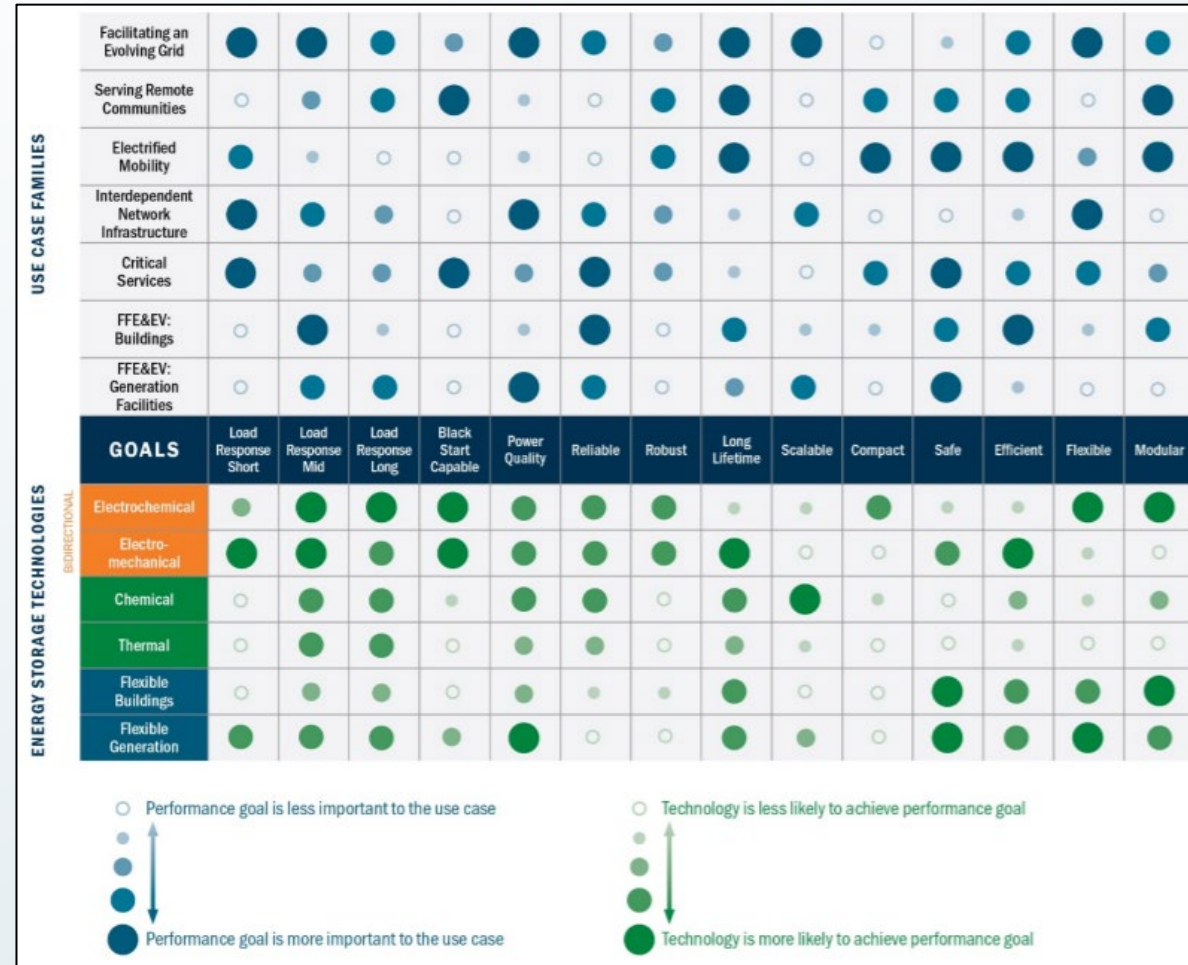 USE CASE FAMILIES
Facilitating an
Evolving Grid
Serving Remote
Communities
Electrified
Mobility
Interdependent
Network
Infrastructure
Critical
Services
FFE&EV:
Buildings
FFE&EV:
Generation
Facilities
GOALS
Load
Response
Short
Load
Response
Mid
Load
Response
Long
Black
Start
Capable
Power
Quality
Reliable
Robust
Long
Lifetime
Scalable
Compact
Safe
Efficient
Flexible
Modular
ENERGY STORAGE TECHNOLOGIES
BIDIRECTIONAL
Electrochemical
Electro-
mechanical
Chemical
Thermal
Flexible
Buildings
Flexible
Generation
Performance goal is less important to the use case
Performance goal is more important to the use case
Technology is less likely to achieve performance goal
Technology is more likely to achieve performance goal